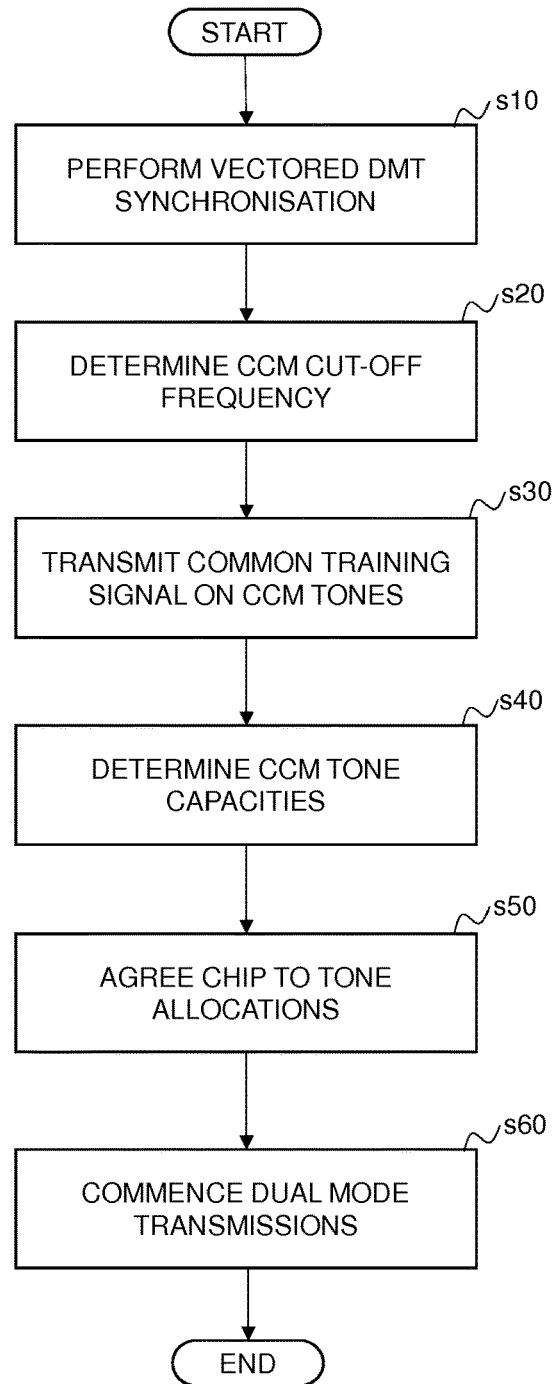 START
s10
PERFORM VECTORED DMT
SYNCHRONISATION
s20
DETERMINE CCM CUT-OFF
FREQUENCY
s30
TRANSMIT COMMON TRAINING
SIGNAL ON CCM TONES
s40
DETERMINE CCM TONE
CAPACITIES
s50
AGREE CHIP TO TONE
ALLOCATIONS
s60
COMMENCE DUAL MODE
TRANSMISSIONS
END